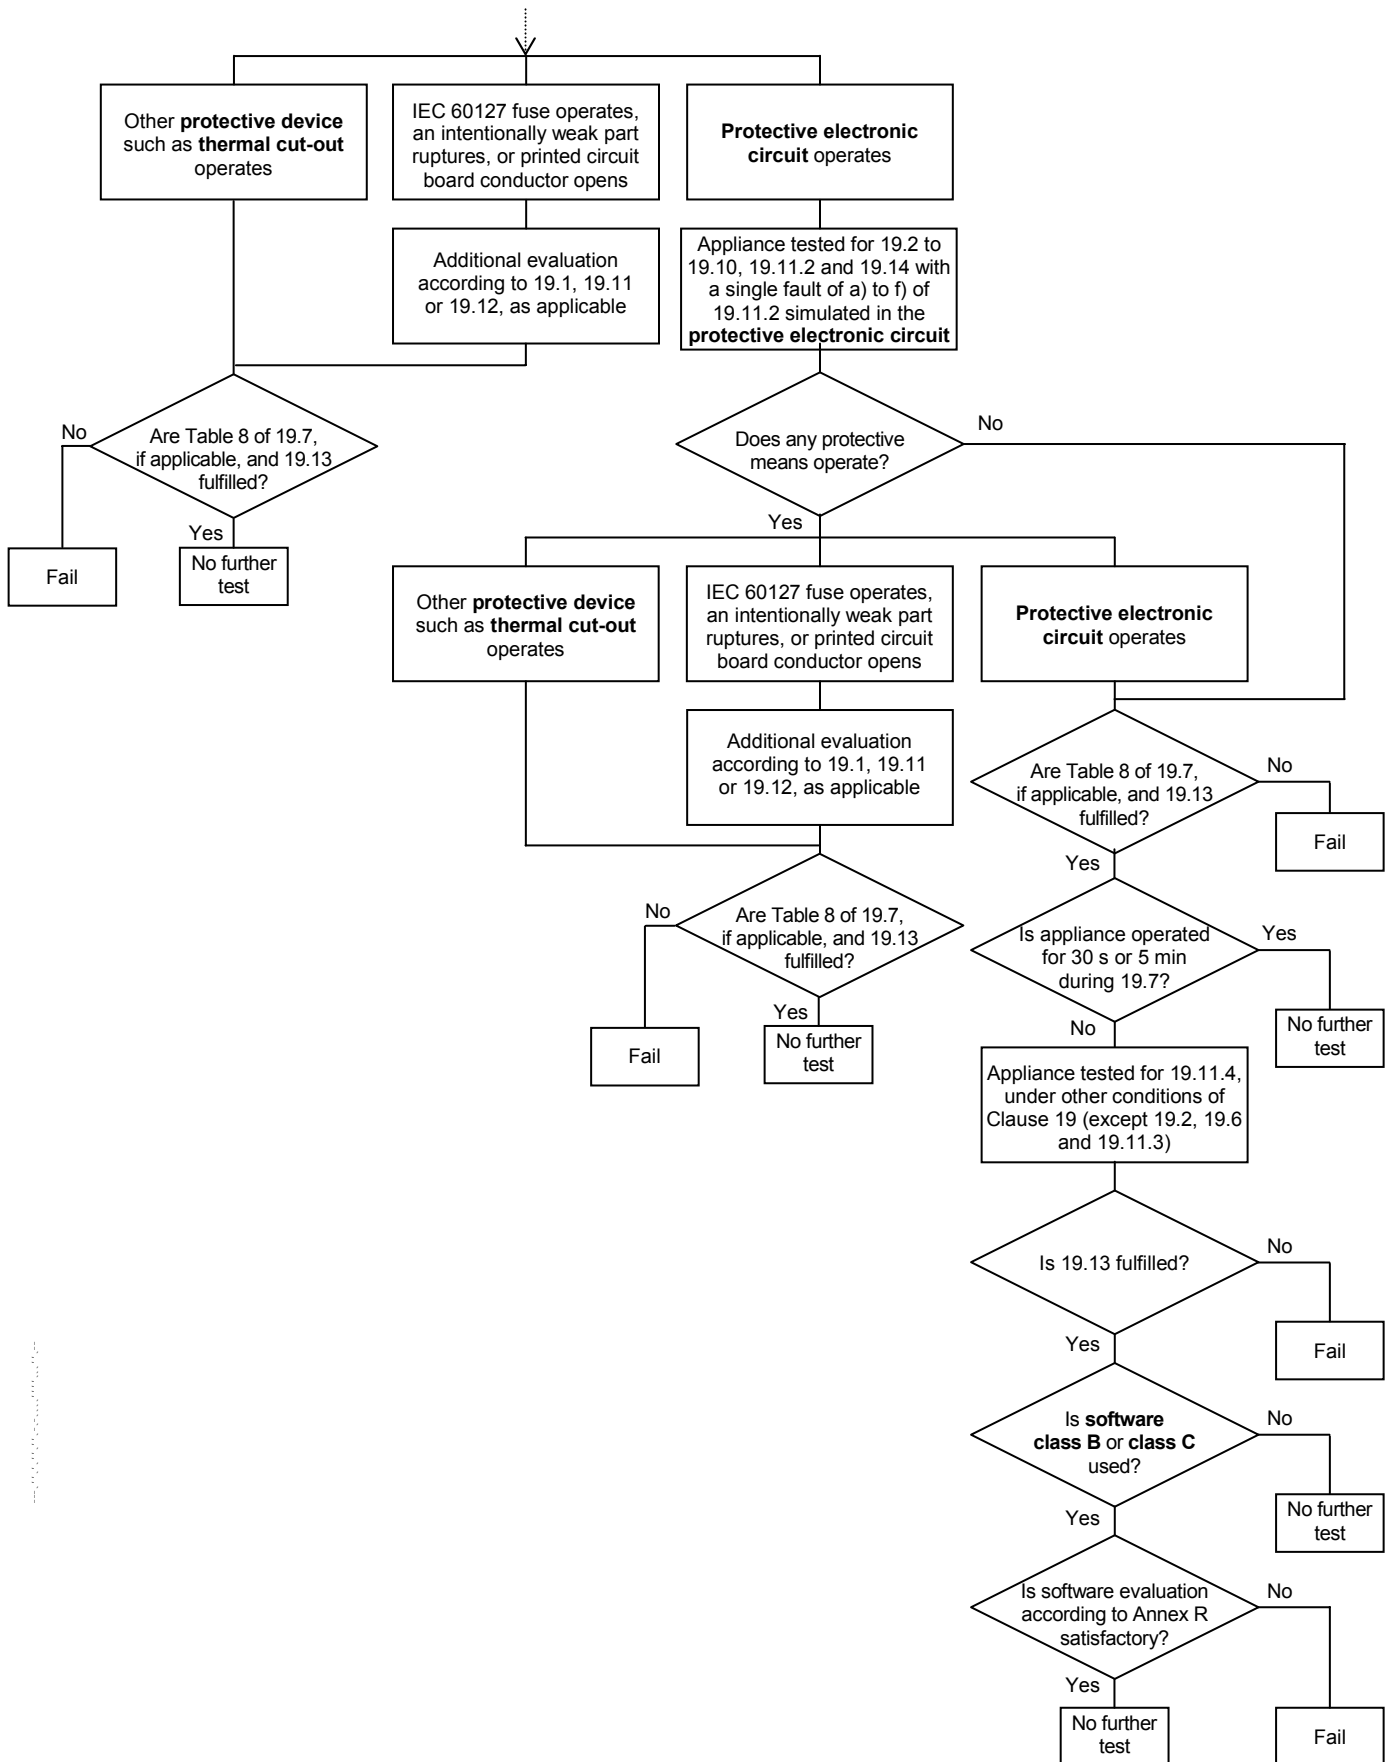 Other protective device
such as thermal cut-out
operates
IEC 60127 fuse operates,
an intentionally weak part
ruptures, or printed circuit
board conductor opens
Protective electronic
circuit operates
Additional evaluation
according to 19.1, 19.11
or 19.12, as applicable
Appliance tested for 19.2 to
19.10, 19.11.2 and 19.14 with
a single fault of a) to f) of
19.11.2 simulated in the
protective electronic circuit
No
Are Table 8 of 19.7,
if applicable, and 19.13
fulfilled?
Does any protective
means operate?
No
Yes
Yes
Fail
No further
test
Other protective device
such as thermal cut-out
operates
IEC 60127 fuse operates,
an intentionally weak part
ruptures, or printed circuit
board conductor opens
Protective electronic
circuit operates
Additional evaluation
according to 19.1, 19.11
or 19.12, as applicable
Are Table 8 of 19.7,
if applicable, and 19.13
fulfilled?
No
Fail
Yes
No
Are Table 8 of 19.7,
if applicable, and 19.13
fulfilled?
Yes
Fail
No further
test
Is appliance operated
for 30 s or 5 min
during 19.7?
Yes
No further
test
No
Appliance tested for 19.11.4,
under other conditions of
Clause 19 (except 19.2, 19.6
and 19.11.3)
Is 19.13 fulfilled?
No
Fail
Yes
Is software
class B or class C
used?
No
No further
test
Yes
Is software evaluation
according to Annex R
satisfactory?
No
Fail
Yes
No further
test